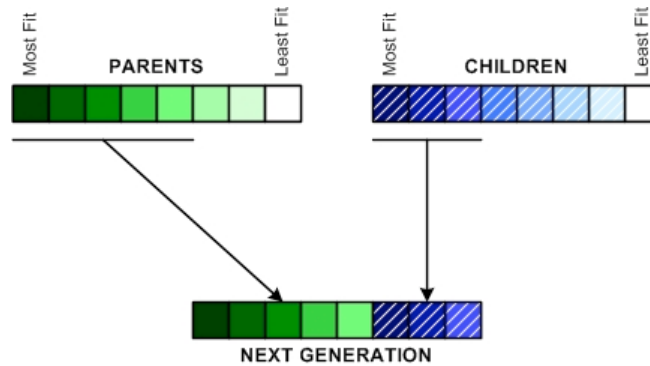 Most Fit
PARENTS
Least Fit
Most Fit
CHILDREN
Least Fit
NEXT GENERATION